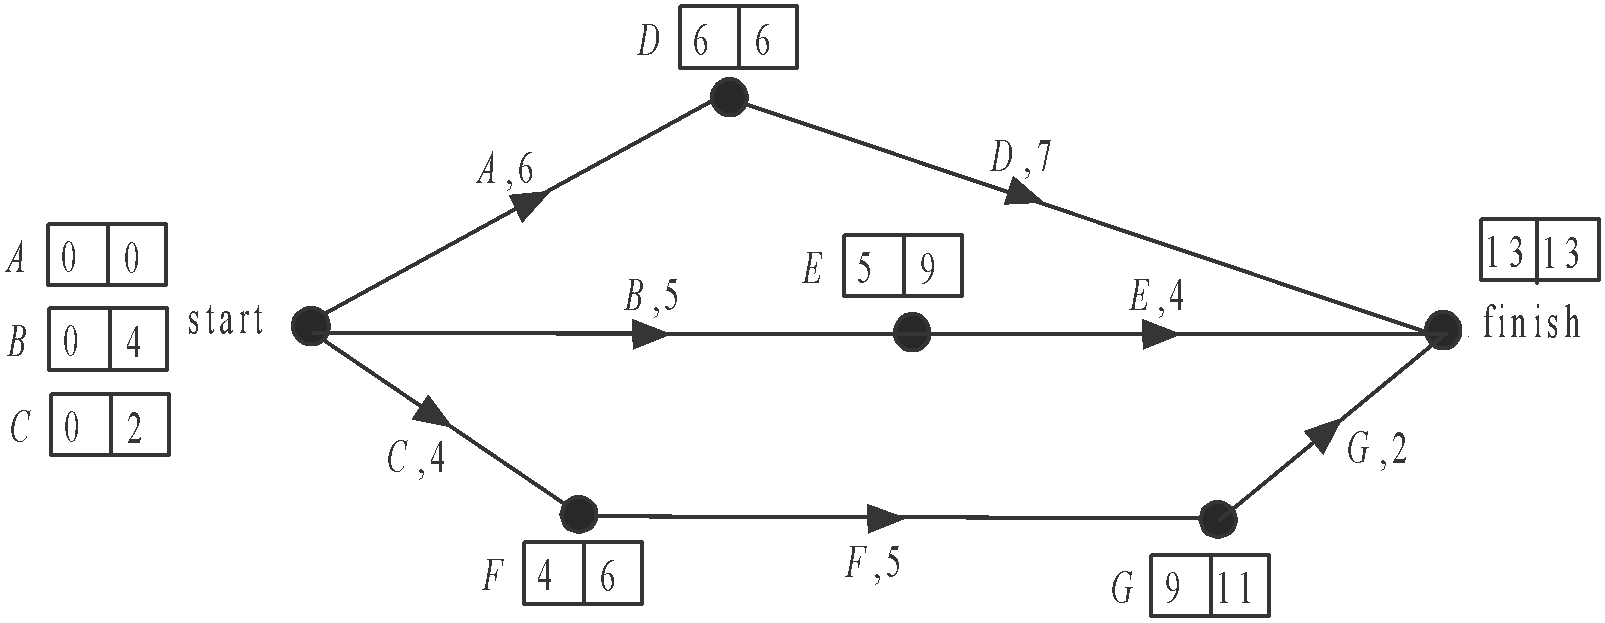 D 6 6
A,6
D,7
A 0 0
E 5 9
13 13
B,5
E,4
B 0 4
start
finish
C 0 2
C,4
G,2
F 4 6
F,5
G 9 11